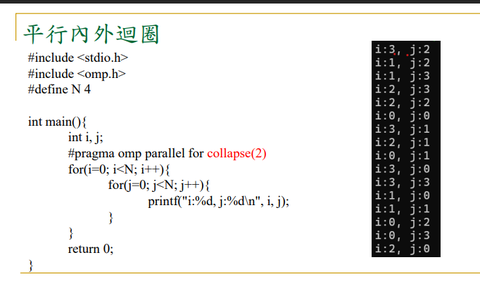 平行內外迴圈
#include <stdio.h>
#include <omp.h>
#define N 4
int main(){
int i, j;
#pragma omp parallel for collapse(2)
for(i=0; i<N; i++){
for(j=0; j<N; j++){
printf("i:%d, j:%d\n", i, j);
}
}
return 0;
}
i:3, j:2
i:1, j:2
i:1, j:3
i:2, j:3
i:2, j:2
i:0, j:0
i:3, j:1
i:2, j:1
i:0, j:1
i:3, j:0
i:3, j:3
i:1, j:0
i:1, j:1
i:0, j:2
i:0, j:3
i:2, j:0